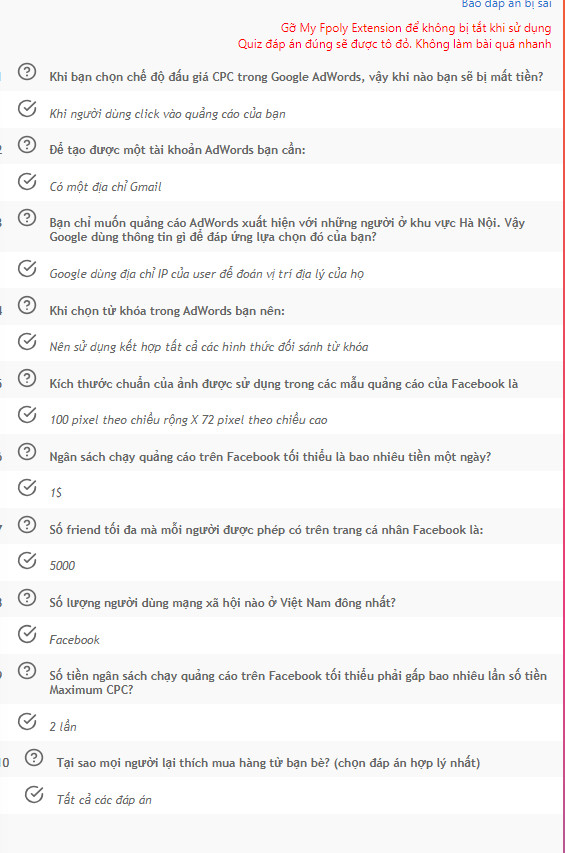 Báo đáp án bị sai
Gỡ My Fpoly Extension để không bị tắt khi sử dụng
Quiz đáp án đúng sẽ được tô đỏ. Không làm bài quá nhanh
Khi bạn chọn chế độ đấu giá CPC trong Google AdWords, vậy khi nào bạn sẽ bị mất tiền?
Khi người dùng click vào quảng cáo của bạn
Để tạo được một tài khoản AdWords bạn cần:
Có một địa chỉ Gmail
Bạn chỉ muốn quảng cáo AdWords xuất hiện với những người ở khu vực Hà Nội. Vậy
Google dùng thông tin gì để đáp ứng lựa chọn đó của bạn?
Google dùng địa chỉ IP của user để đoán vị trí địa lý của họ
Khi chọn từ khóa trong AdWords bạn nên:
Nên sử dụng kết hợp tất cả các hình thức đối sánh từ khóa
Kích thước chuẩn của ảnh được sử dụng trong các mẫu quảng cáo của Facebook là
100 pixel theo chiều rộng X 72 pixel theo chiều cao
Ngân sách chạy quảng cáo trên Facebook tối thiểu là bao nhiêu tiền một ngày?
1$
Số friend tối đa mà mỗi người được phép có trên trang cá nhân Facebook là:
5000
Số lượng người dùng mạng xã hội nào ở Việt Nam đông nhất?
Facebook
Số tiền ngân sách chạy quảng cáo trên Facebook tối thiểu phải gấp bao nhiêu lần số tiền
Maximum CPC?
2 lần
10 Tại sao mọi người lại thích mua hàng từ bạn bè? (chọn đáp án hợp lý nhất)
Tất cả các đáp án